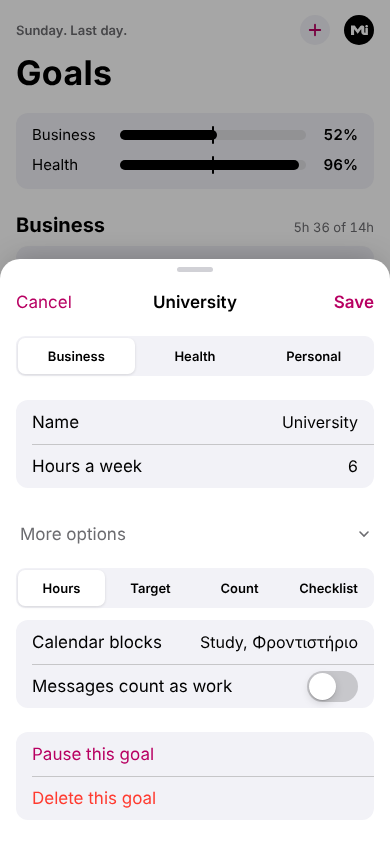 Sunday. Last day.
+
Mi
Goals
Business 52%
Health 96%
Business 5h 36 of 14h
Cancel University Save
Business Health Personal
Name University
Hours a week 6
More options
Hours Target Count Checklist
Calendar blocks Study, Φροντιστήριο
Messages count as work
Pause this goal
Delete this goal